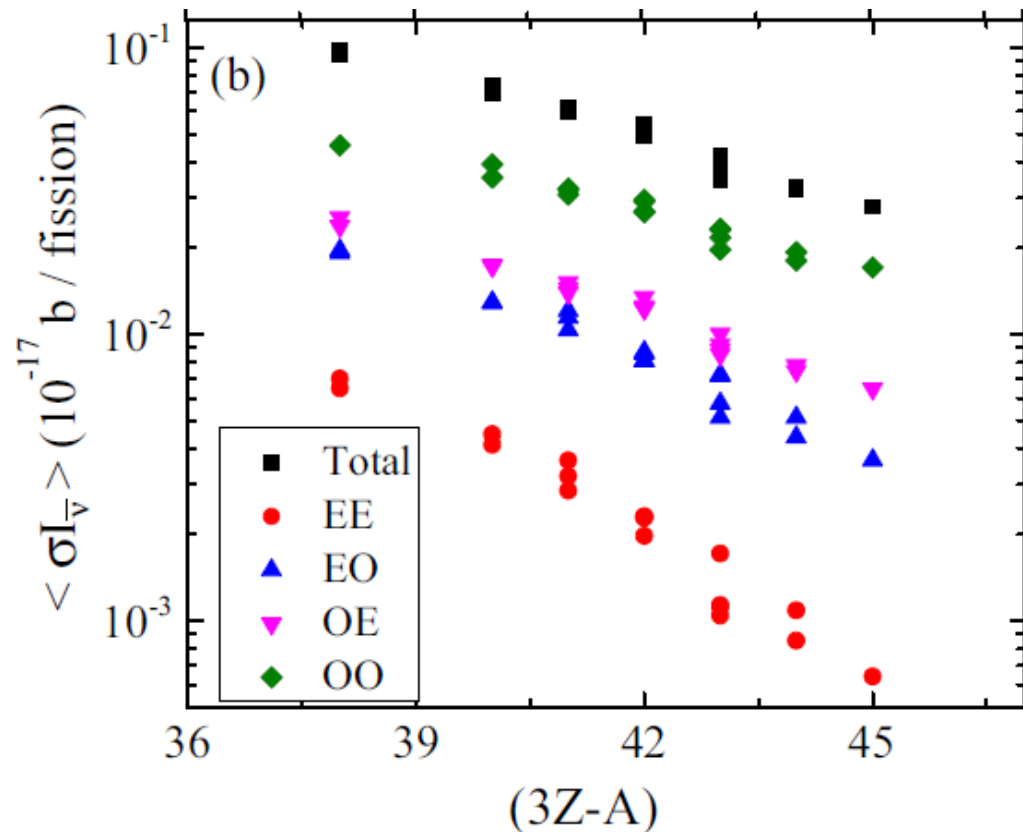 (b)
10⁻¹
10⁻²
10⁻³
< σI_ν̅ > (10⁻¹⁷ b / fission)
Total
EE
EO
OE
OO
36 39 42 45
(3Z-A)